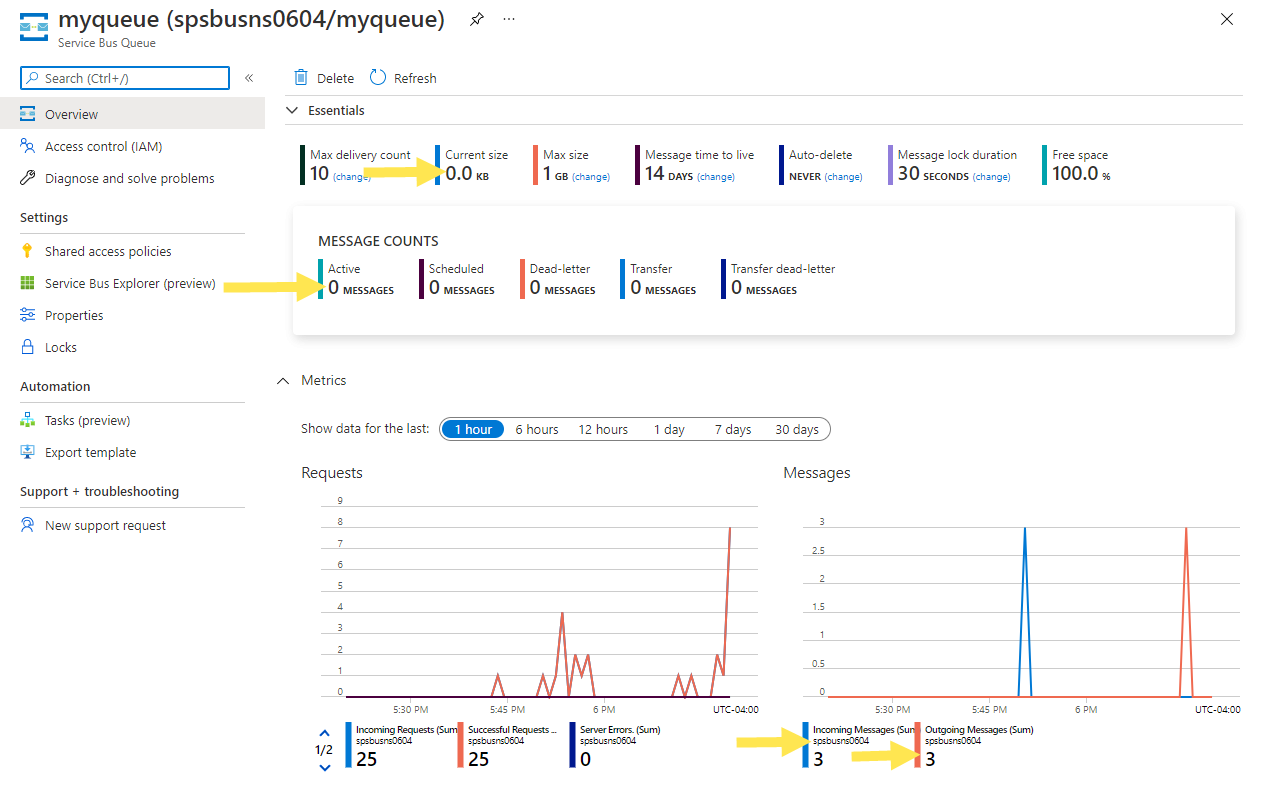 myqueue (spsbusns0604/myqueue)
Service Bus Queue
Search (Ctrl+/)
Overview
Access control (IAM)
Diagnose and solve problems
Settings
Shared access policies
Service Bus Explorer (preview)
Properties
Locks
Automation
Tasks (preview)
Export template
Support + troubleshooting
New support request
Delete Refresh
Essentials
Max delivery count
10 (change)
Current size
0.0 KB
Max size
1 GB (change)
Message time to live
14 DAYS (change)
Auto-delete
NEVER (change)
Message lock duration
30 SECONDS (change)
Free space
100.0 %
MESSAGE COUNTS
Active
0 MESSAGES
Scheduled
0 MESSAGES
Dead-letter
0 MESSAGES
Transfer
0 MESSAGES
Transfer dead-letter
0 MESSAGES
Metrics
Show data for the last: 1 hour 6 hours 12 hours 1 day 7 days 30 days
Requests
9
8
7
6
5
4
3
2
1
0
5:30 PM 5:45 PM 6 PM UTC-04:00
1/2
Incoming Requests (Sum)
spsbusns0604
25
Successful Requests ...
spsbusns0604
25
Server Errors. (Sum)
spsbusns0604
0
Messages
3
2.5
2
1.5
1
0.5
0
5:30 PM 5:45 PM 6 PM UTC-04:00
Incoming Messages (Sum)
spsbusns0604
3
Outgoing Messages (Sum)
spsbusns0604
3